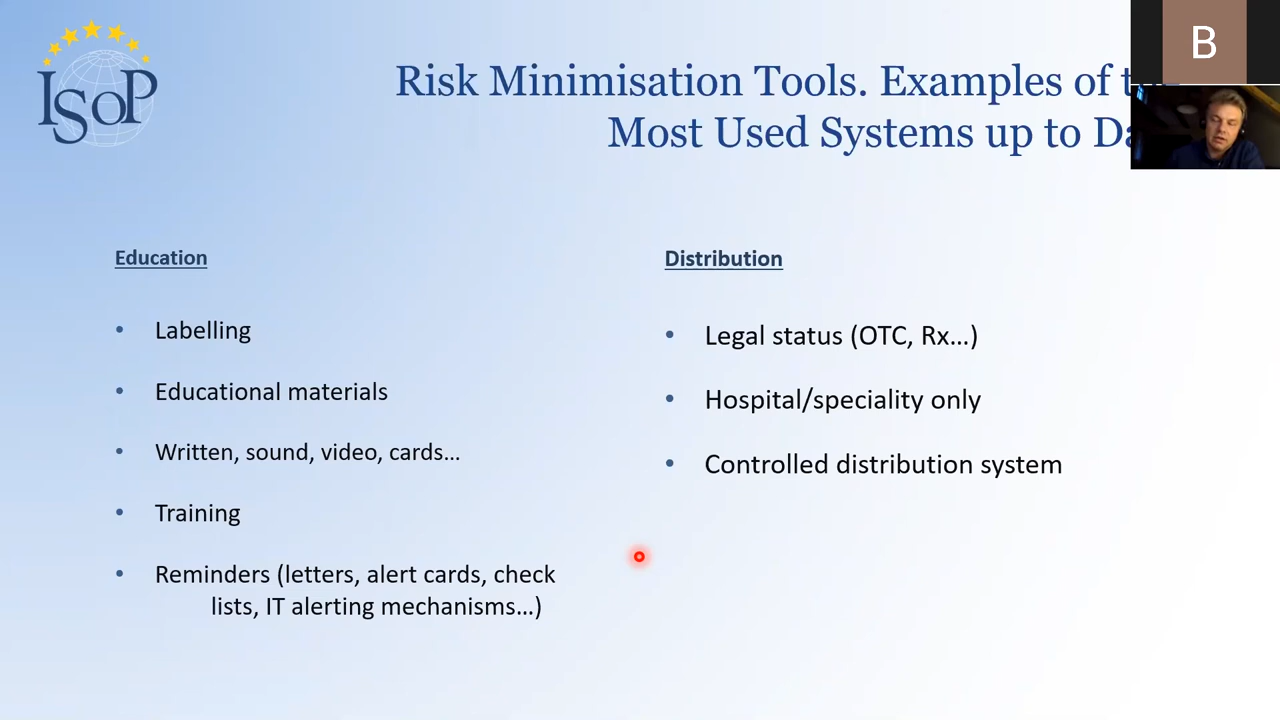 ISoP
B
Risk Minimisation Tools. Examples of
Most Used Systems up to
Education
Labelling
Educational materials
Written, sound, video, cards…
Training
Reminders (letters, alert cards, check
lists, IT alerting mechanisms…)
Distribution
Legal status (OTC, Rx…)
Hospital/speciality only
Controlled distribution system